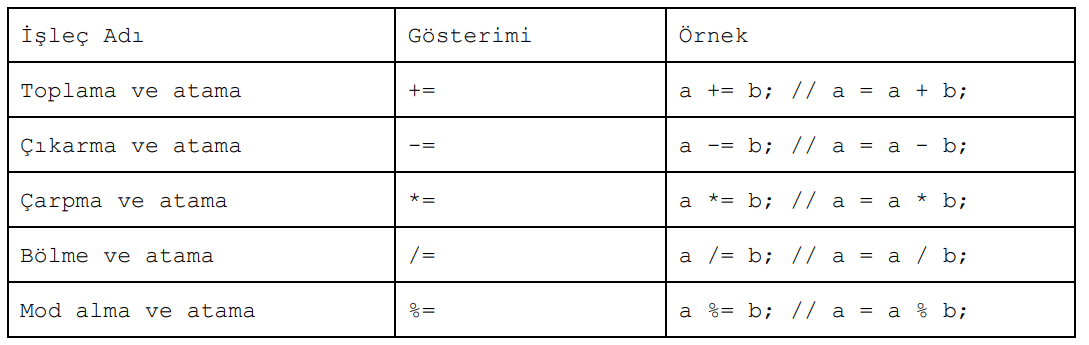 İşleç Adı Gösterimi Örnek
Toplama ve atama += a += b; // a = a + b;
Çıkarma ve atama -= a -= b; // a = a - b;
Çarpma ve atama *= a *= b; // a = a * b;
Bölme ve atama /= a /= b; // a = a / b;
Mod alma ve atama %= a %= b; // a = a % b;